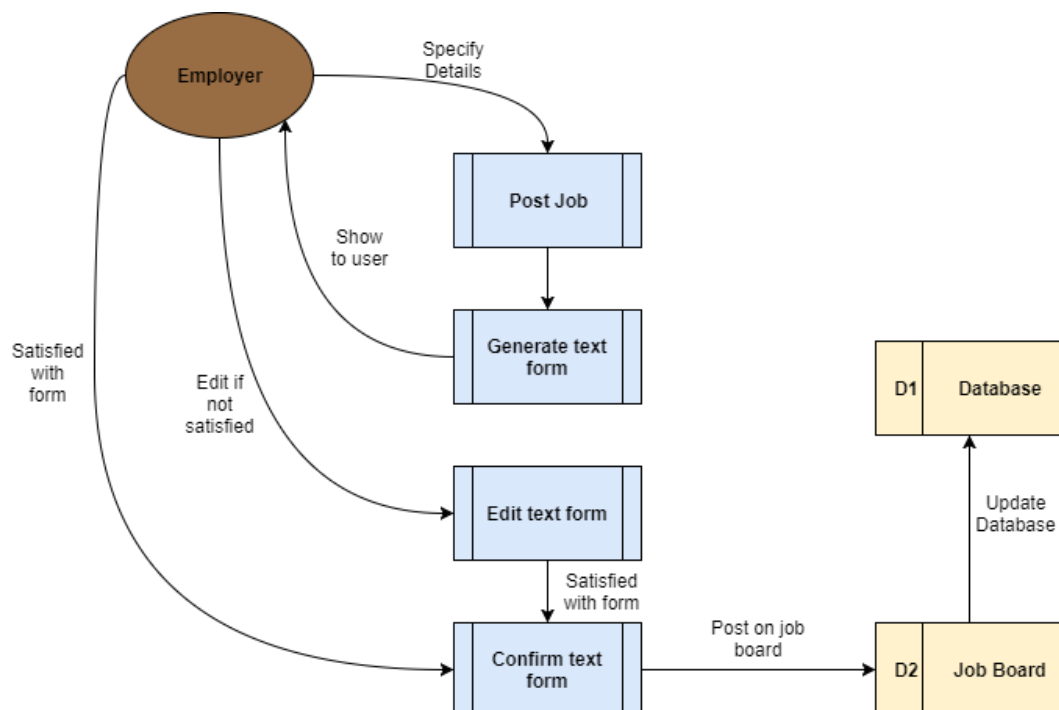 Specify
Details
Employer
Post Job
Show
to user
Generate text
form
Satisfied
with
form
Edit if
not
satisfied
D1
Database
Edit text form
Update
Database
Satisfied
with form
Post on job
board
Confirm text
form
D2
Job Board